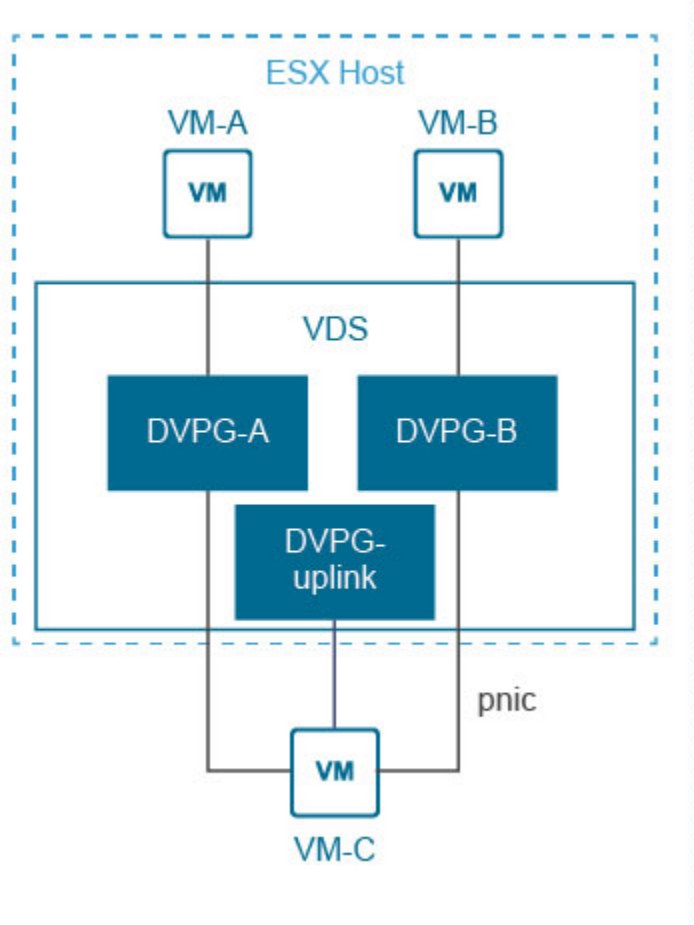 ESX Host
VM-A
VM-B
VM
VM
VDS
DVPG-A
DVPG-B
DVPG-
uplink
pnic
VM
VM-C